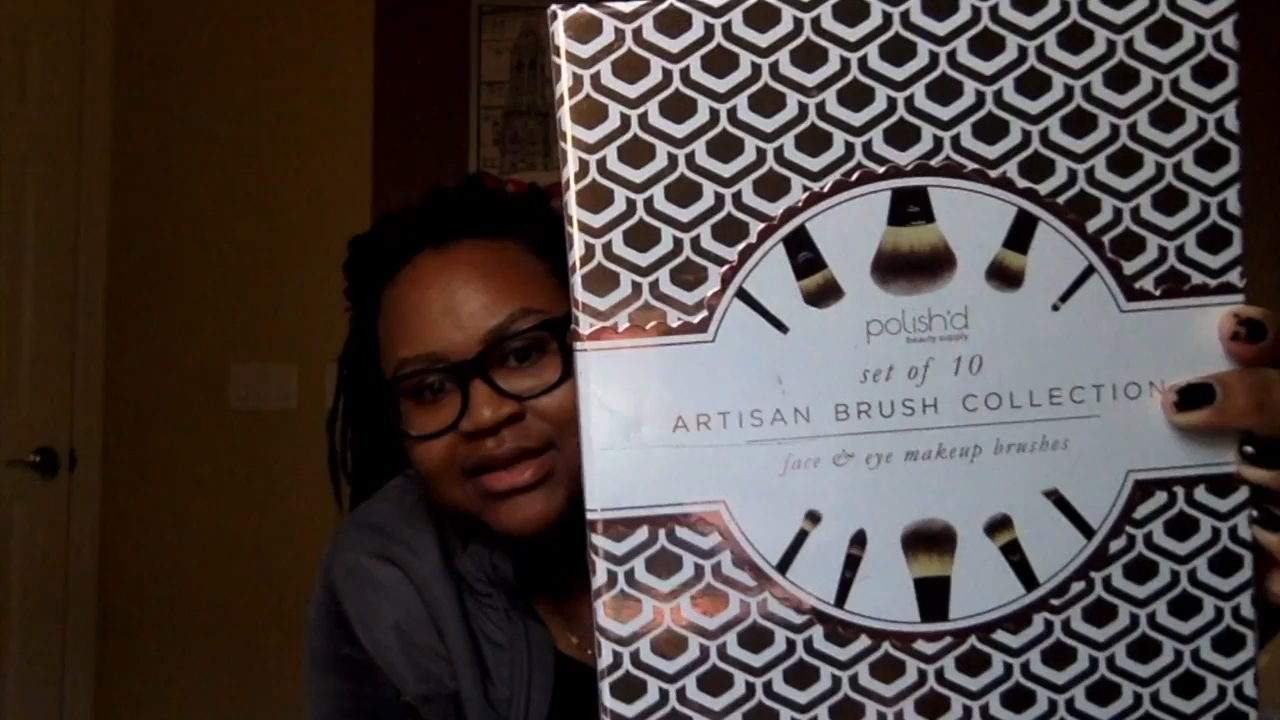 polish'd
beauty supply
set of 10
ARTISAN BRUSH COLLECTION
face & eye makeup brushes